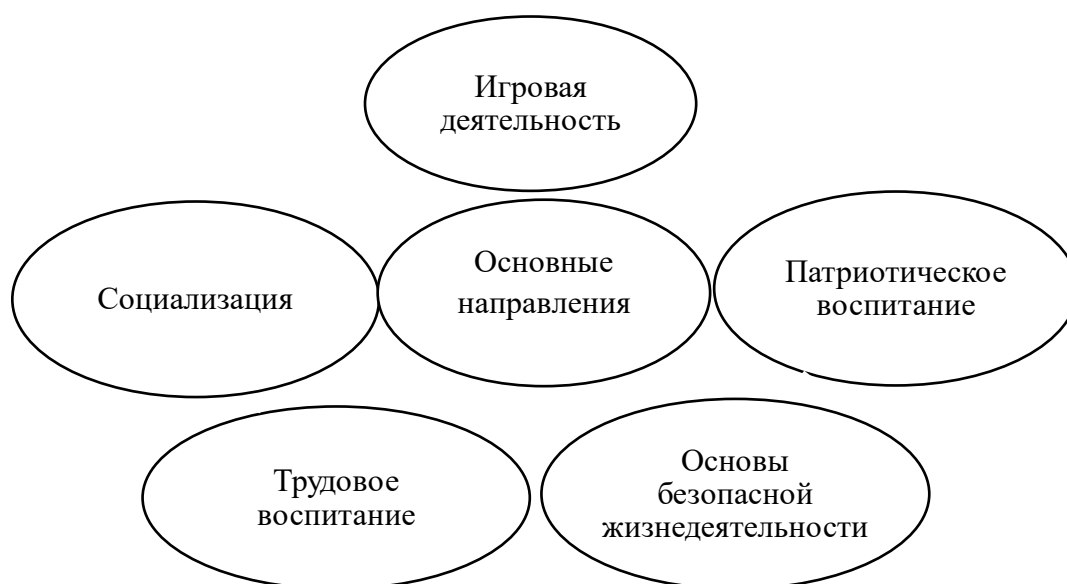 Игровая
деятельность
Социализация
Основные
направления
Патриотическое
воспитание
Трудовое
воспитание
Основы
безопасной
жизнедеятельности